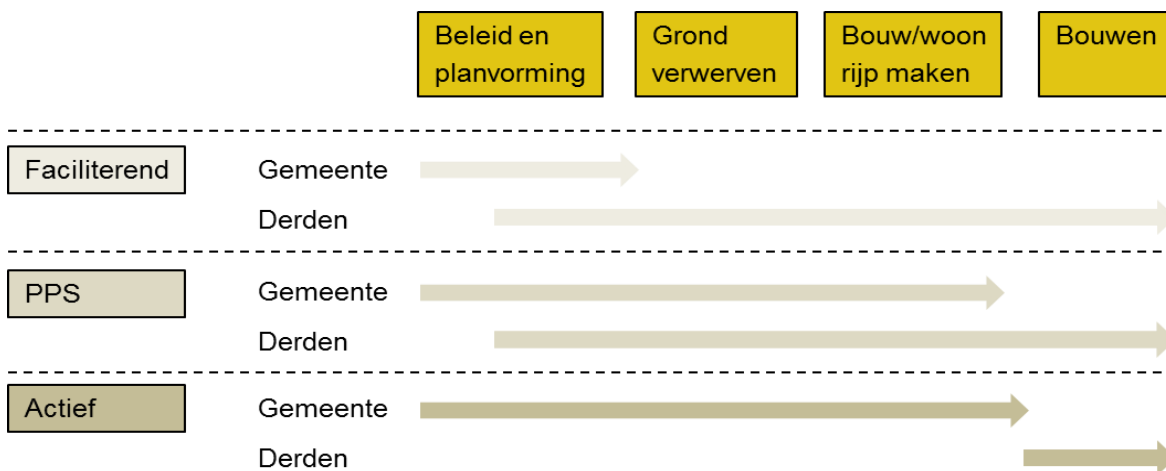 Beleid en
planvorming
Grond
verwerven
Bouw/woon
rijp maken
Bouwen
Faciliterend
Gemeente
Derden
PPS
Gemeente
Derden
Actief
Gemeente
Derden